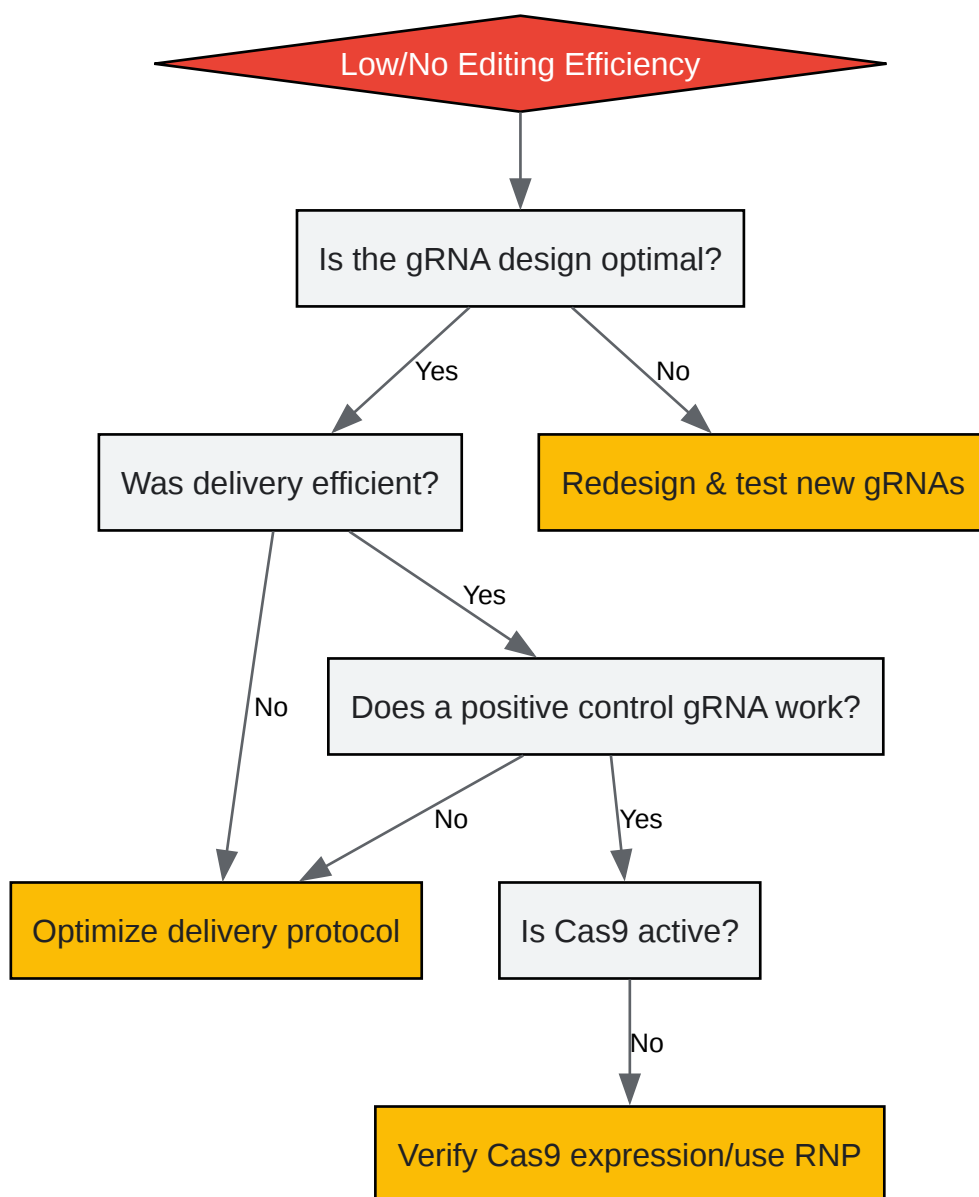 Low/No Editing Efficiency
Is the gRNA design optimal?
Yes
No
Was delivery efficient?
Redesign & test new gRNAs
Yes
No
Does a positive control gRNA work?
No
Yes
Optimize delivery protocol
Is Cas9 active?
No
Verify Cas9 expression/use RNP